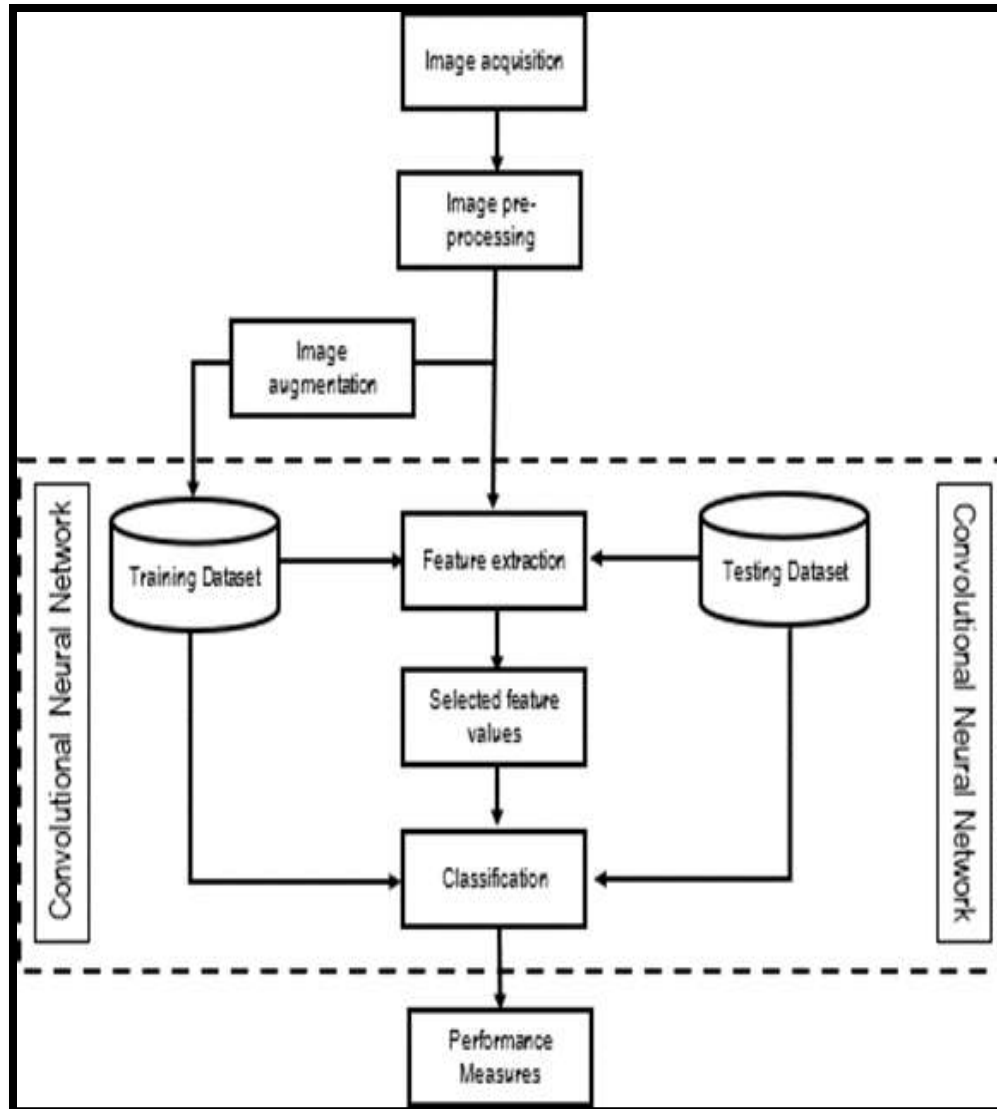 Image acquisition
Image pre-
processing
Image
augmentation
Convolutional Neural Network
Training Dataset
Feature extraction
Testing Dataset
Convolutional Neural Network
Selected feature
values
Classification
Performance
Measures